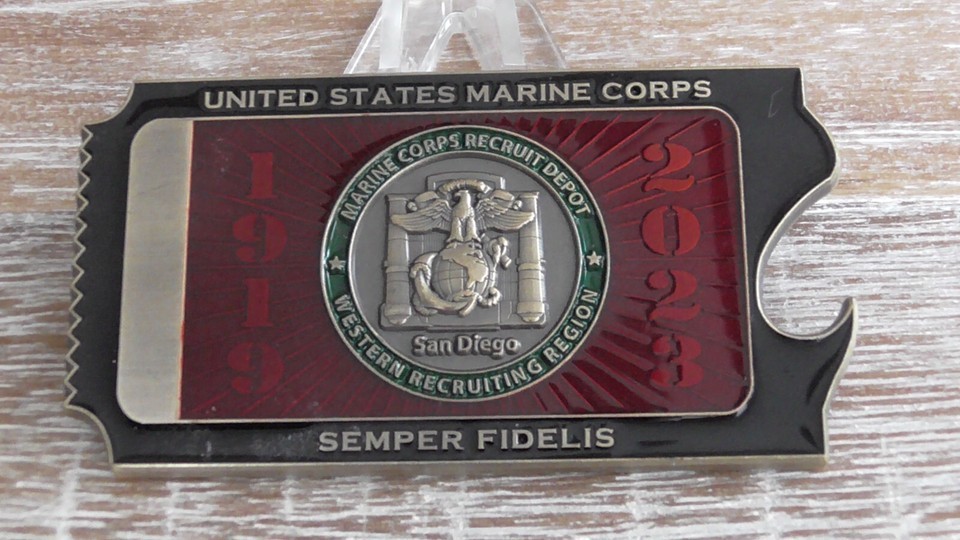 UNITED STATES MARINE CORPS
1919
MARINE CORPS RECRUIT DEPOT
San Diego
WESTERN RECRUITING REGION
2023
SEMPER FIDELIS